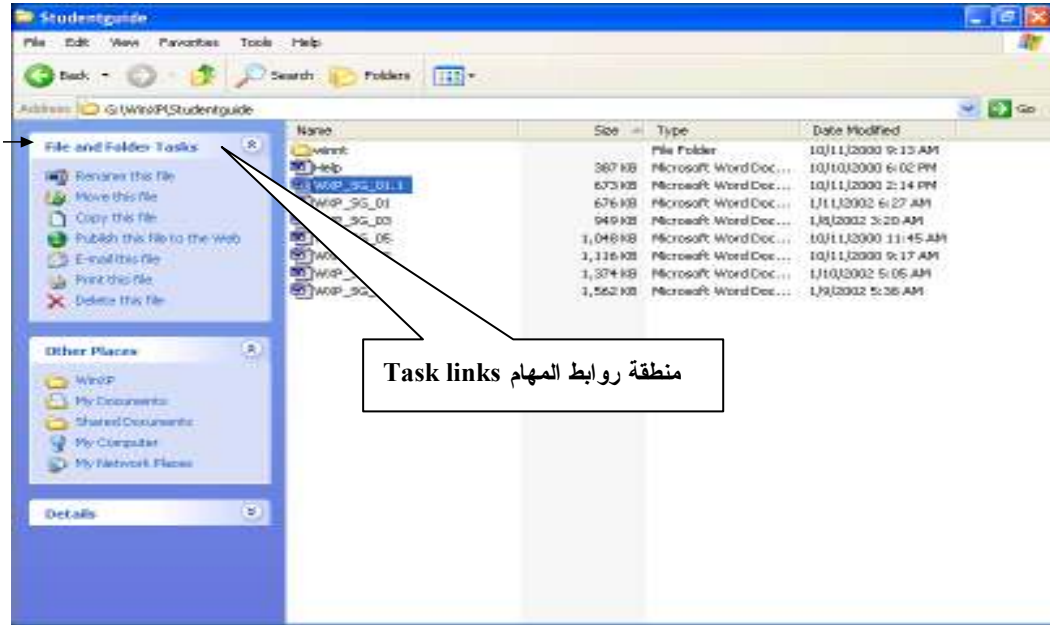 Studentguide
File Edit View Favorites Tools Help
Back Search Folders
Address G:\WinXP\Studentguide Go
Name Size Type Date Modified
File and Folder Tasks
Rename this file
Move this file
Copy this file
Publish this file to the Web
E-mail this file
Print this file
Delete this file
Other Places
WinXP
My Documents
Shared Documents
My Computer
My Network Places
Details
winnt File Folder 10/11/2000 9:13 AM
Help 387 KB Microsoft Word Doc... 10/10/2000 6:02 PM
WXP_SG_01.1 673 KB Microsoft Word Doc... 10/11/2000 2:14 PM
WXP_SG_01 676 KB Microsoft Word Doc... 1/11/2002 6:27 AM
WXP_SG_03 949 KB Microsoft Word Doc... 1/8/2002 3:20 AM
1,048 KB Microsoft Word Doc... 10/11/2000 11:45 AM
1,116 KB Microsoft Word Doc... 10/11/2000 9:17 AM
1,374 KB Microsoft Word Doc... 1/10/2002 5:05 AM
1,562 KB Microsoft Word Doc... 1/9/2002 5:36 AM
منطقة روابط المهام Task links